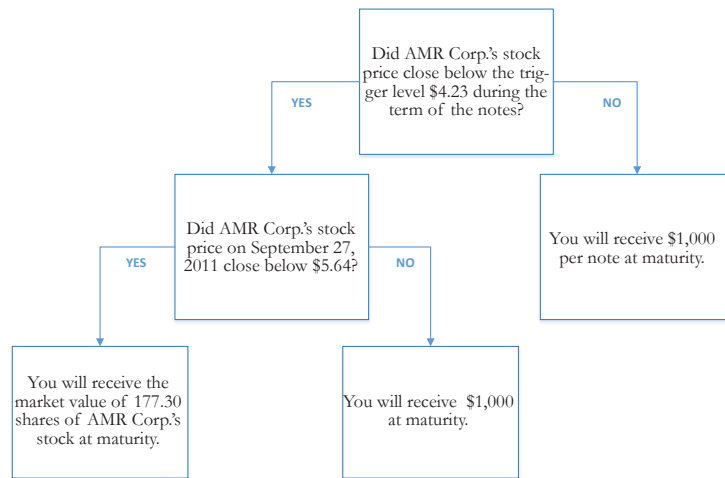 Did AMR Corp.'s stock
price close below the trig-
ger level $4.23 during the
term of the notes?
YES
NO
Did AMR Corp.'s stock
price on September 27,
2011 close below $5.64?
You will receive $1,000
per note at maturity.
YES
NO
You will receive the
market value of 177.30
shares of AMR Corp.'s
stock at maturity.
You will receive $1,000
at maturity.